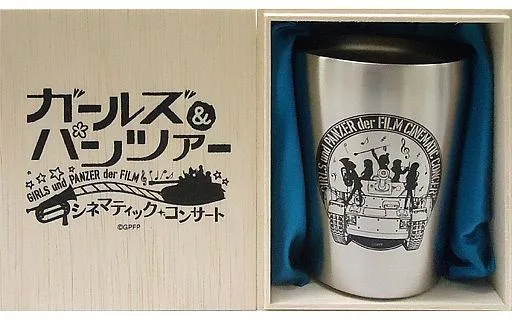 ガールズ&
パンツァー
GIRLS und PANZER der FILM
シネマティック・コンサート
©GPFP
GIRLS und PANZER der FILM CINEMATIC CONCERT
©GPFP